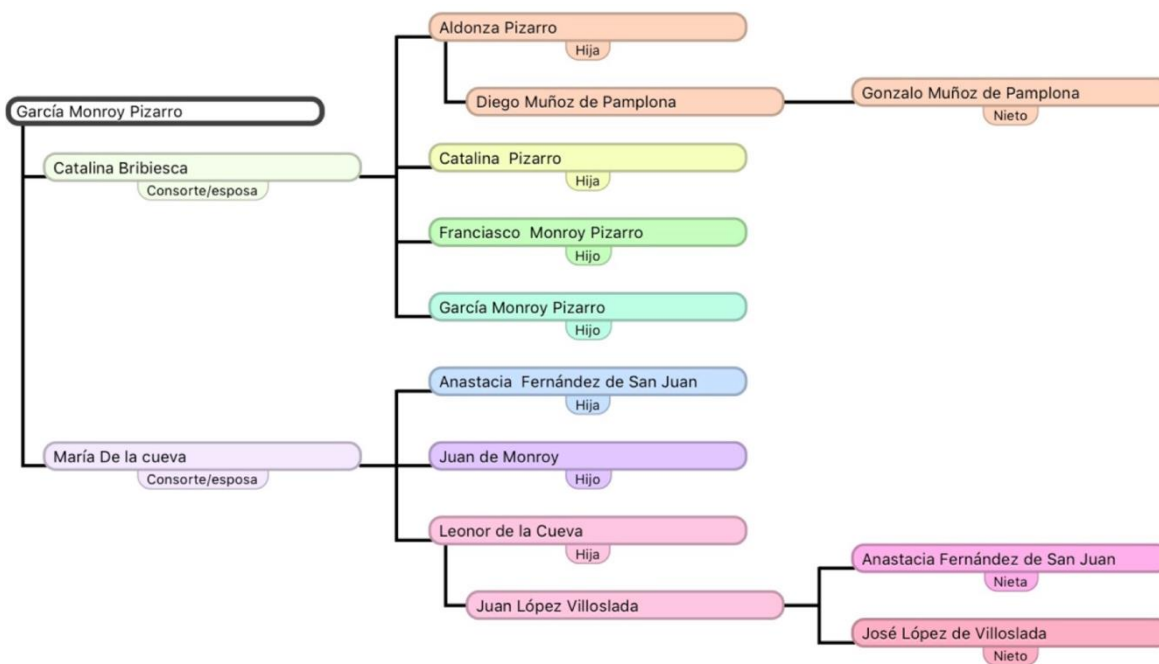 Aldonza Pizarro
Hija
Diego Muñoz de Pamplona
Gonzalo Muñoz de Pamplona
Nieto
García Monroy Pizarro
Catalina Bribiesca
Consorte/esposa
Catalina Pizarro
Hija
Franciasco Monroy Pizarro
Hijo
García Monroy Pizarro
Hijo
Anastacia Fernández de San Juan
Hija
María De la cueva
Consorte/esposa
Juan de Monroy
Hijo
Leonor de la Cueva
Hija
Juan López Villoslada
Anastacia Fernández de San Juan
Nieta
José López de Villoslada
Nieto